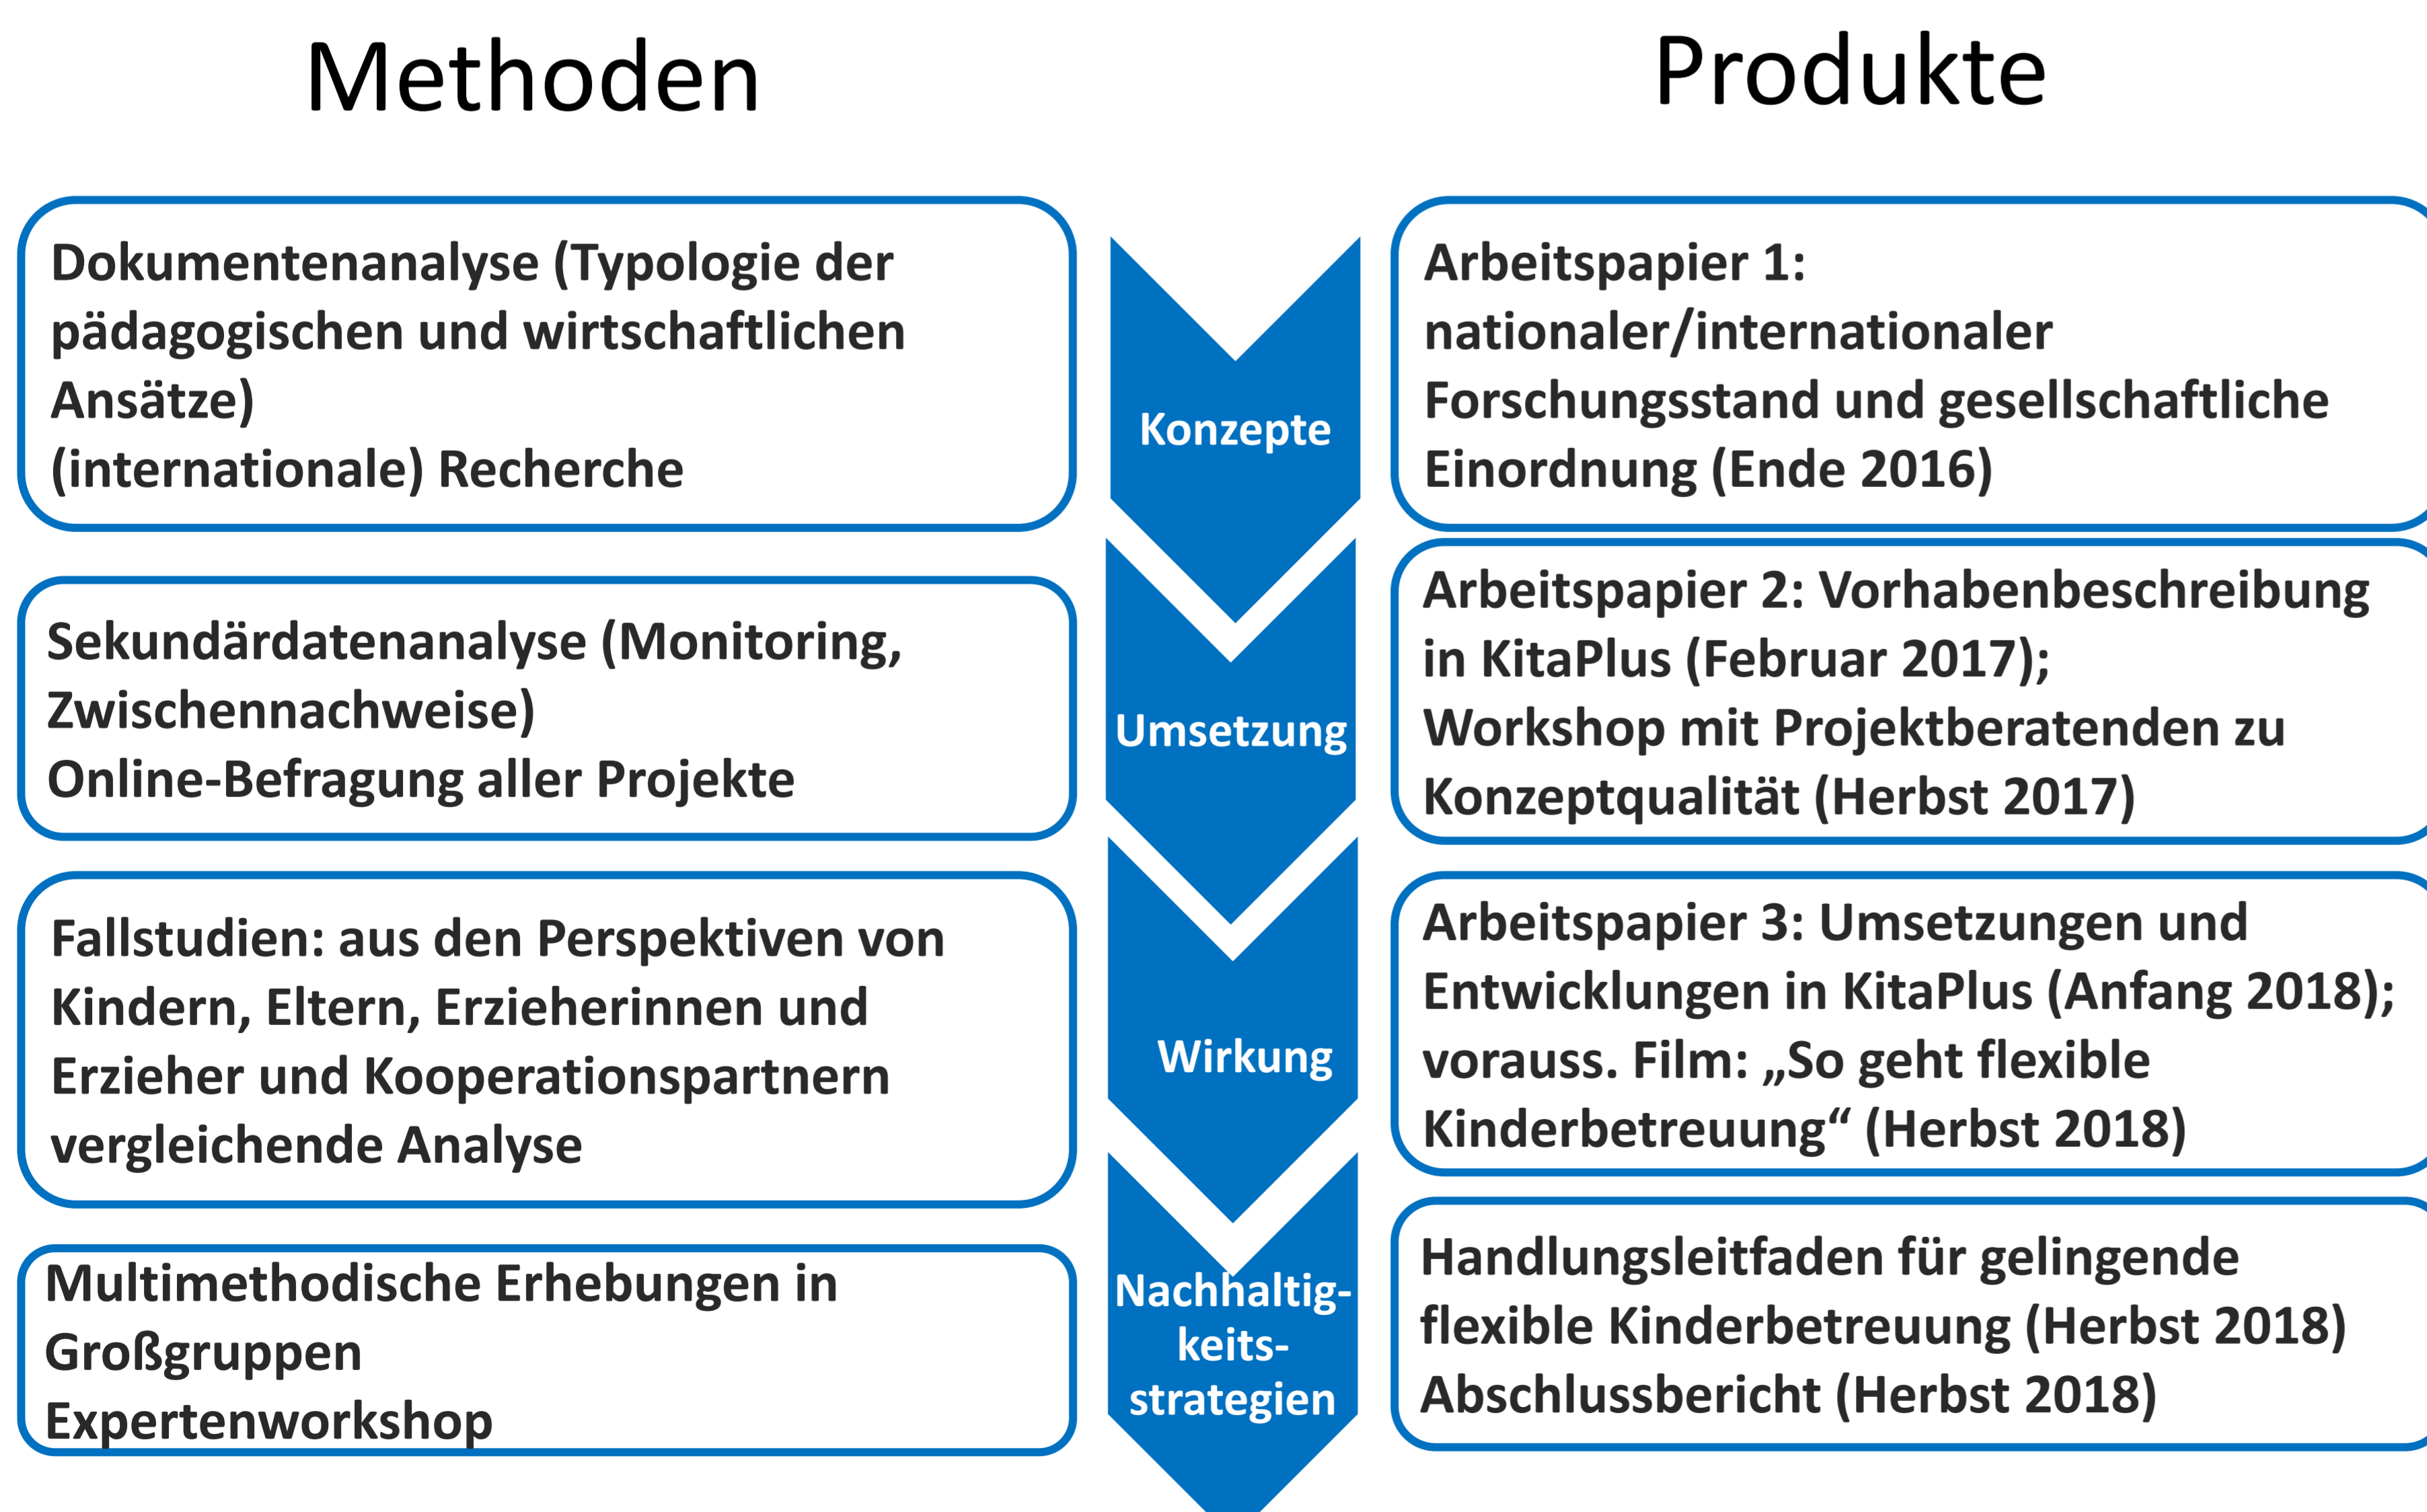 Methoden
Produkte
Dokumentenanalyse (Typologie der
pädagogischen und wirtschaftlichen
Ansätze)
(internationale) Recherche
Konzepte
Arbeitspapier 1:
nationaler/internationaler
Forschungsstand und gesellschaftliche
Einordnung (Ende 2016)
Sekundärdatenanalyse (Monitoring,
Zwischennachweise)
Online-Befragung aller Projekte
Umsetzung
Arbeitspapier 2: Vorhabenbeschreibung
in KitaPlus (Februar 2017);
Workshop mit Projektberatenden zu
Konzeptqualität (Herbst 2017)
Fallstudien: aus den Perspektiven von
Kindern, Eltern, Erzieherinnen und
Erzieher und Kooperationspartnern
vergleichende Analyse
Wirkung
Arbeitspapier 3: Umsetzungen und
Entwicklungen in KitaPlus (Anfang 2018);
vorauss. Film: „So geht flexible
Kinderbetreuung“ (Herbst 2018)
Multimethodische Erhebungen in
Großgruppen
Expertenworkshop
Nachhaltig-
keits-
strategien
Handlungsleitfaden für gelingende
flexible Kinderbetreuung (Herbst 2018)
Abschlussbericht (Herbst 2018)